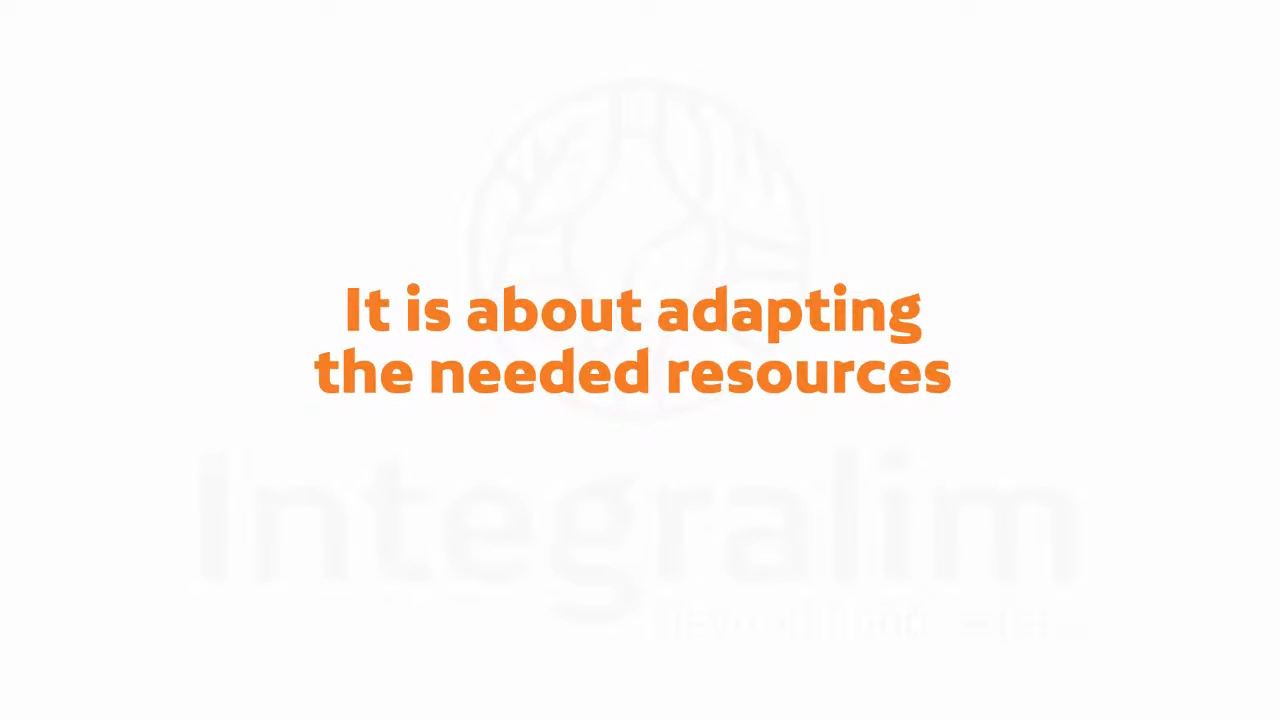 It is about adapting
the needed resources
Integralim